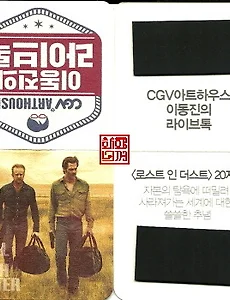 이동진의
라이브톡
CGV ARTHOUSE
CGV아트하우스
이동진의
라이브톡
〈로스트 인 더스트〉 20자
자본의 탐욕에 떠밀려
사라져가는 세계에 대한
쓸쓸한 추념